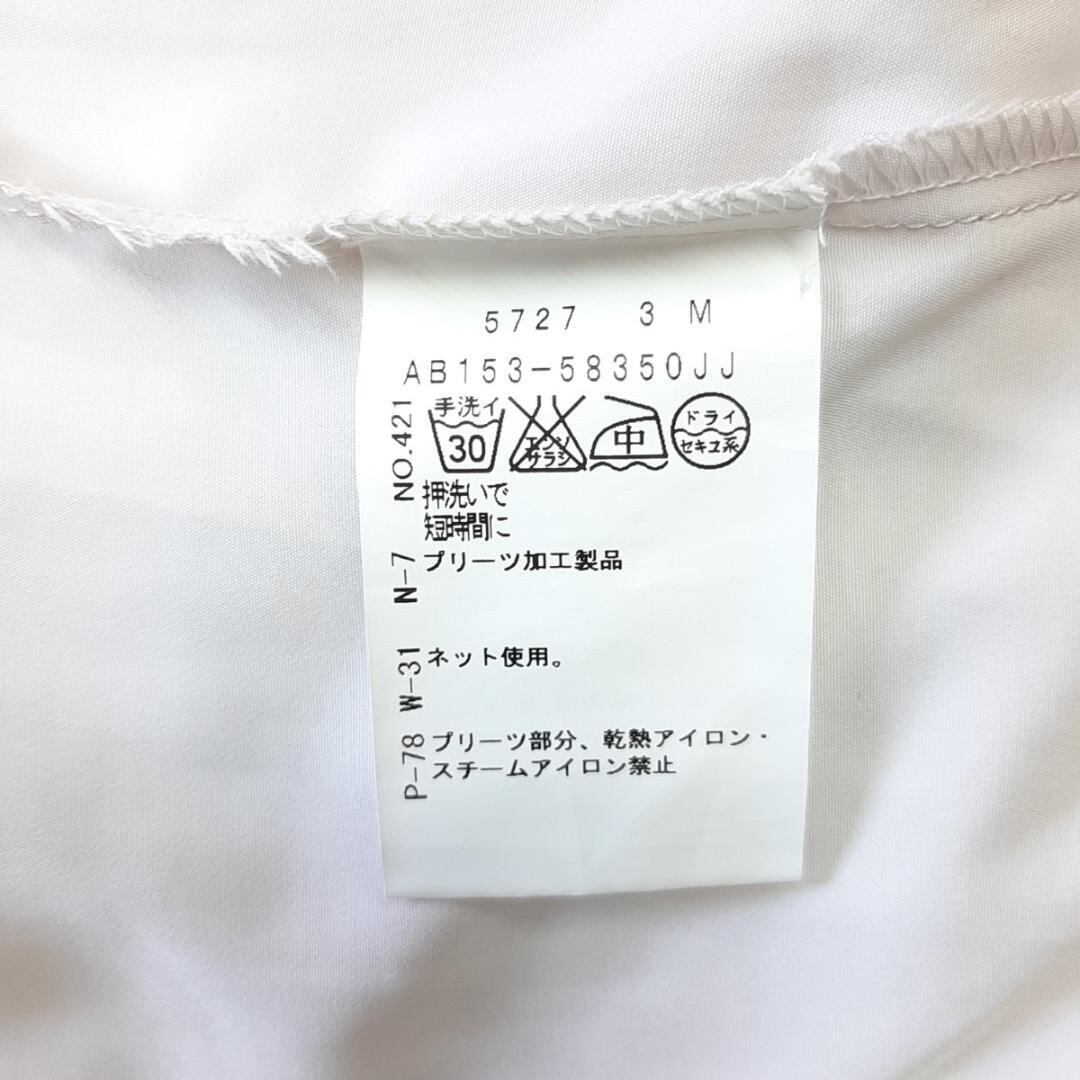 5727 3 M
AB153-58350JJ
NO.421
手洗イ
30
エンソ
サラシ
中
ドライ
セキユ系
押洗いで
短時間に
N-7 プリーツ加工製品
W-31 ネット使用。
P-78 プリーツ部分、乾熱アイロン・
スチームアイロン禁止